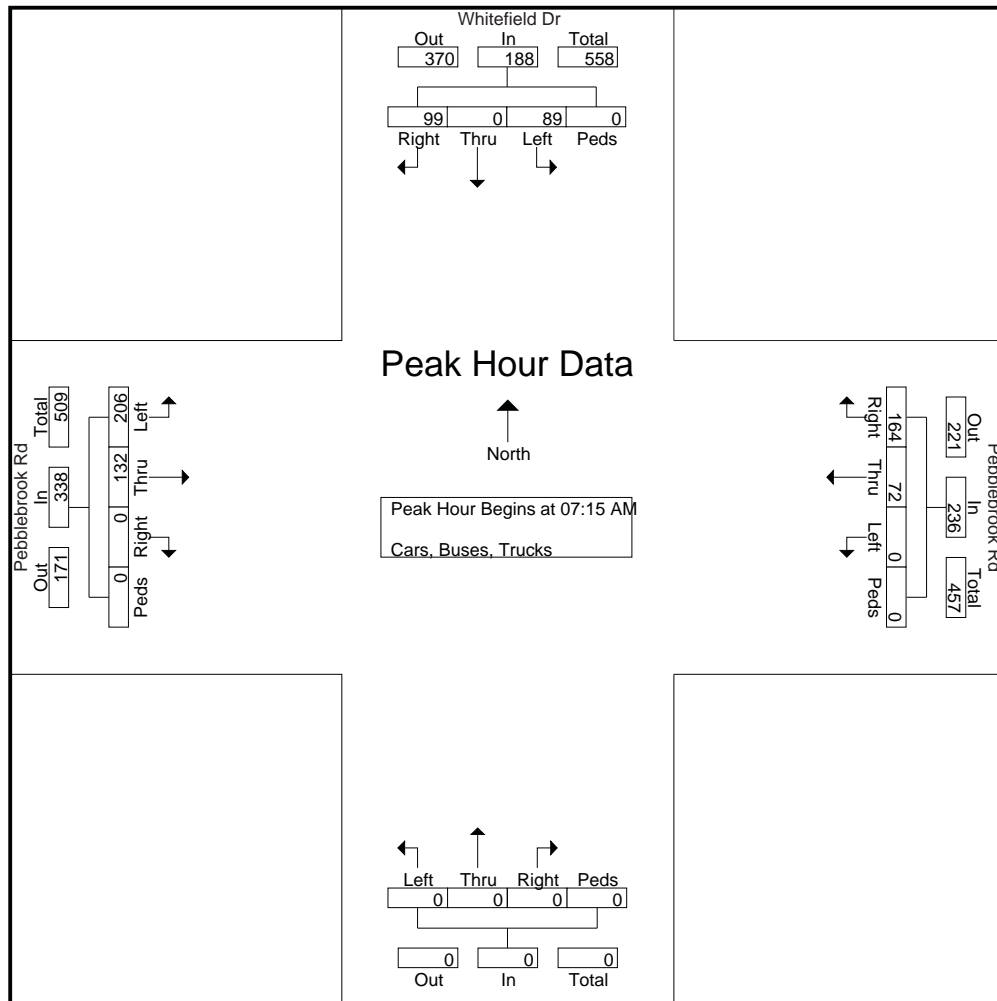 Whitefield Dr
Out In Total
370 188 558
99 0 89 0
Right Thru Left Peds
Peak Hour Data
North
Peak Hour Begins at 07:15 AM
Cars, Buses, Trucks
Pebblebrook Rd
Total In Out
509 338 171
206 132 0 0
Left Thru Right Peds
Pebblebrook Rd
Out In Total
221 236 457
164 72 0 0
Right Thru Left Peds
Left Thru Right Peds
0 0 0 0
0 0 0
Out In Total